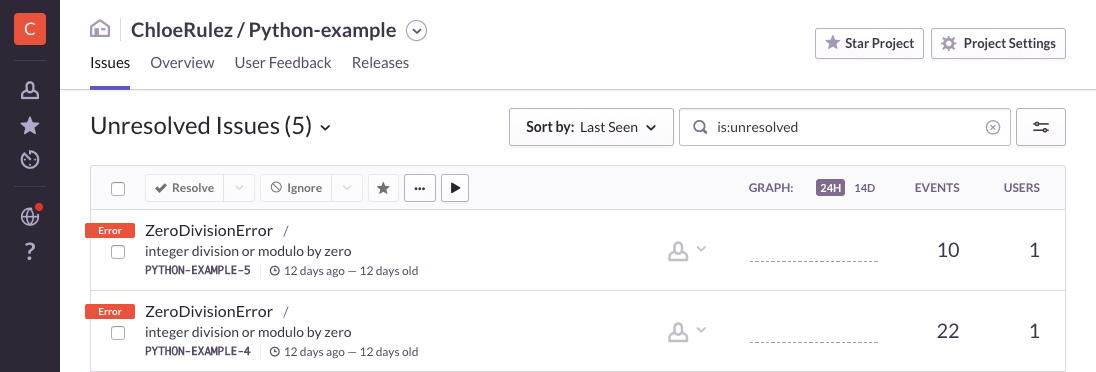 C
ChloeRulez / Python-example
Star Project
Project Settings
Issues Overview User Feedback Releases
Unresolved Issues (5)
Sort by: Last Seen
is:unresolved
Resolve
Ignore
GRAPH: 24H 14D EVENTS USERS
Error
ZeroDivisionError /
integer division or modulo by zero
PYTHON-EXAMPLE-5 12 days ago — 12 days old
10
1
Error
ZeroDivisionError /
integer division or modulo by zero
PYTHON-EXAMPLE-4 12 days ago — 12 days old
22
1
?